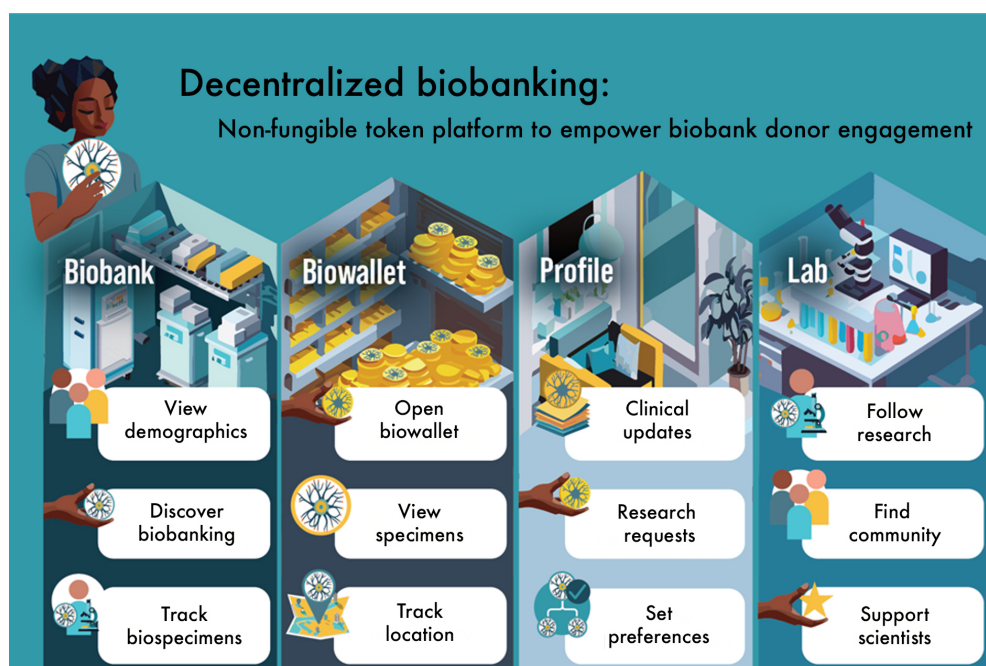 Decentralized biobanking:
Non-fungible token platform to empower biobank donor engagement
Biobank
View
demographics
Discover
biobanking
Track
biospecimens
Biowallet
Open
biowallet
View
specimens
Track
location
Profile
Clinical
updates
Research
requests
Set
preferences
Lab
Follow
research
Find
community
Support
scientists